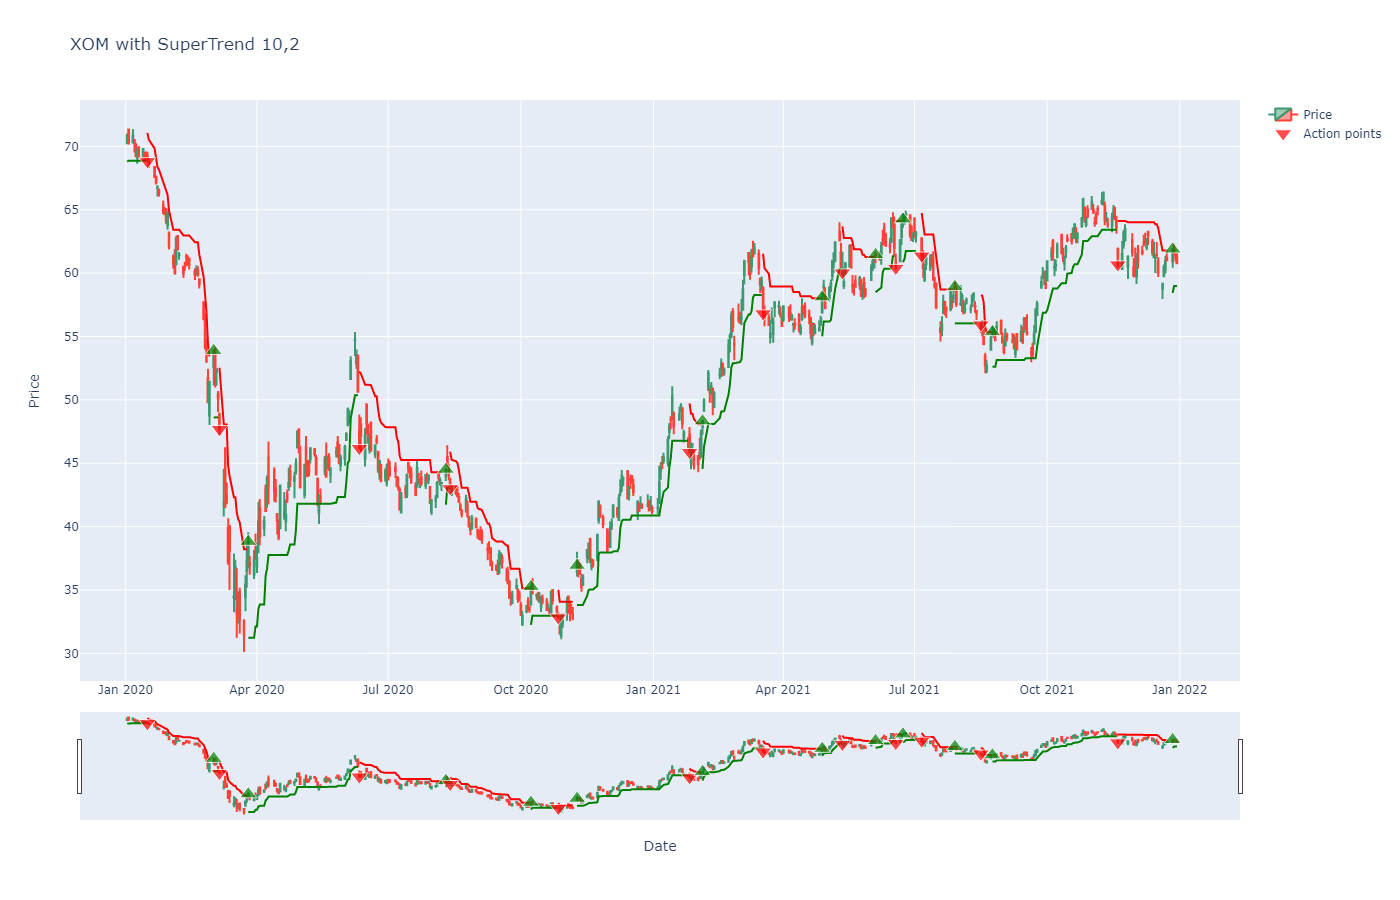 XOM with SuperTrend 10,2
Price
Action points
70
65
60
55
50
45
40
35
30
Price
Jan 2020 Apr 2020 Jul 2020 Oct 2020 Jan 2021 Apr 2021 Jul 2021 Oct 2021 Jan 2022
Date